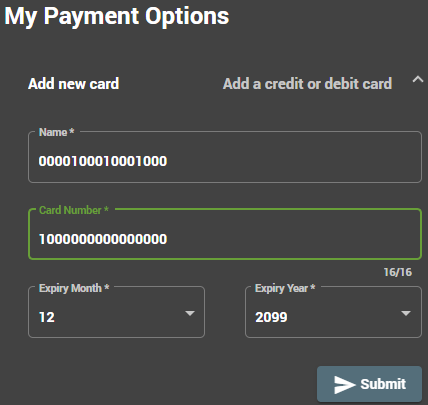 My Payment Options
Add new card Add a credit or debit card
Name *
0000100010001000
Card Number *
1000000000000000
16/16
Expiry Month * Expiry Year *
12 2099
Submit